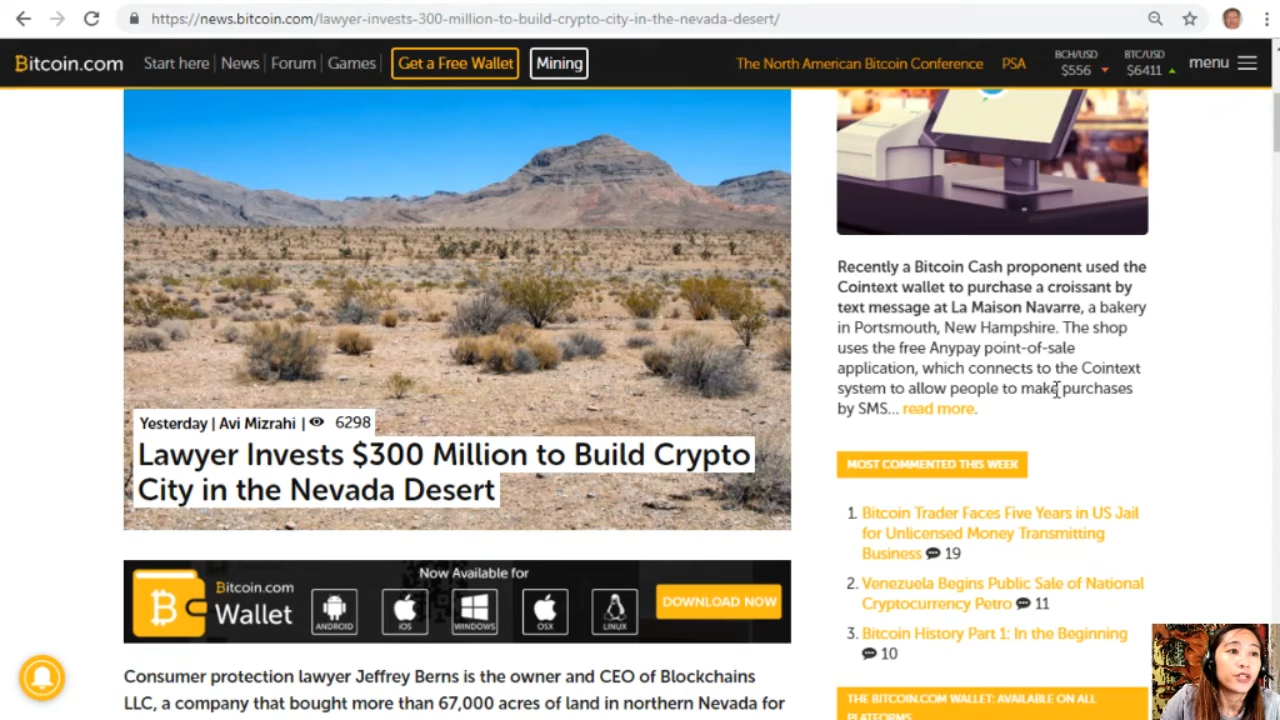 https://news.bitcoin.com/lawyer-invests-300-million-to-build-crypto-city-in-the-nevada-desert/
Bitcoin.com
Start here
News
Forum
Games
Get a Free Wallet
Mining
The North American Bitcoin Conference
PSA
BCH/USD
$556
BTC/USD
$6411
menu
Yesterday | Avi Mizrahi | 6298
Lawyer Invests $300 Million to Build Crypto
City in the Nevada Desert
Bitcoin.com
Wallet
Now Available for
ANDROID
iOS
WINDOWS
OSX
LINUX
DOWNLOAD NOW
Consumer protection lawyer Jeffrey Berns is the owner and CEO of Blockchains
LLC, a company that bought more than 67,000 acres of land in northern Nevada for
Recently a Bitcoin Cash proponent used the
Cointext wallet to purchase a croissant by
text message at La Maison Navarre, a bakery
in Portsmouth, New Hampshire. The shop
uses the free Anypay point-of-sale
application, which connects to the Cointext
system to allow people to make purchases
by SMS... read more.
MOST COMMENTED THIS WEEK
1. Bitcoin Trader Faces Five Years in US Jail
for Unlicensed Money Transmitting
Business 19
2. Venezuela Begins Public Sale of National
Cryptocurrency Petro 11
3. Bitcoin History Part 1: In the Beginning
10
THE BITCOIN.COM WALLET: AVAILABLE ON ALL
PLATFORMS